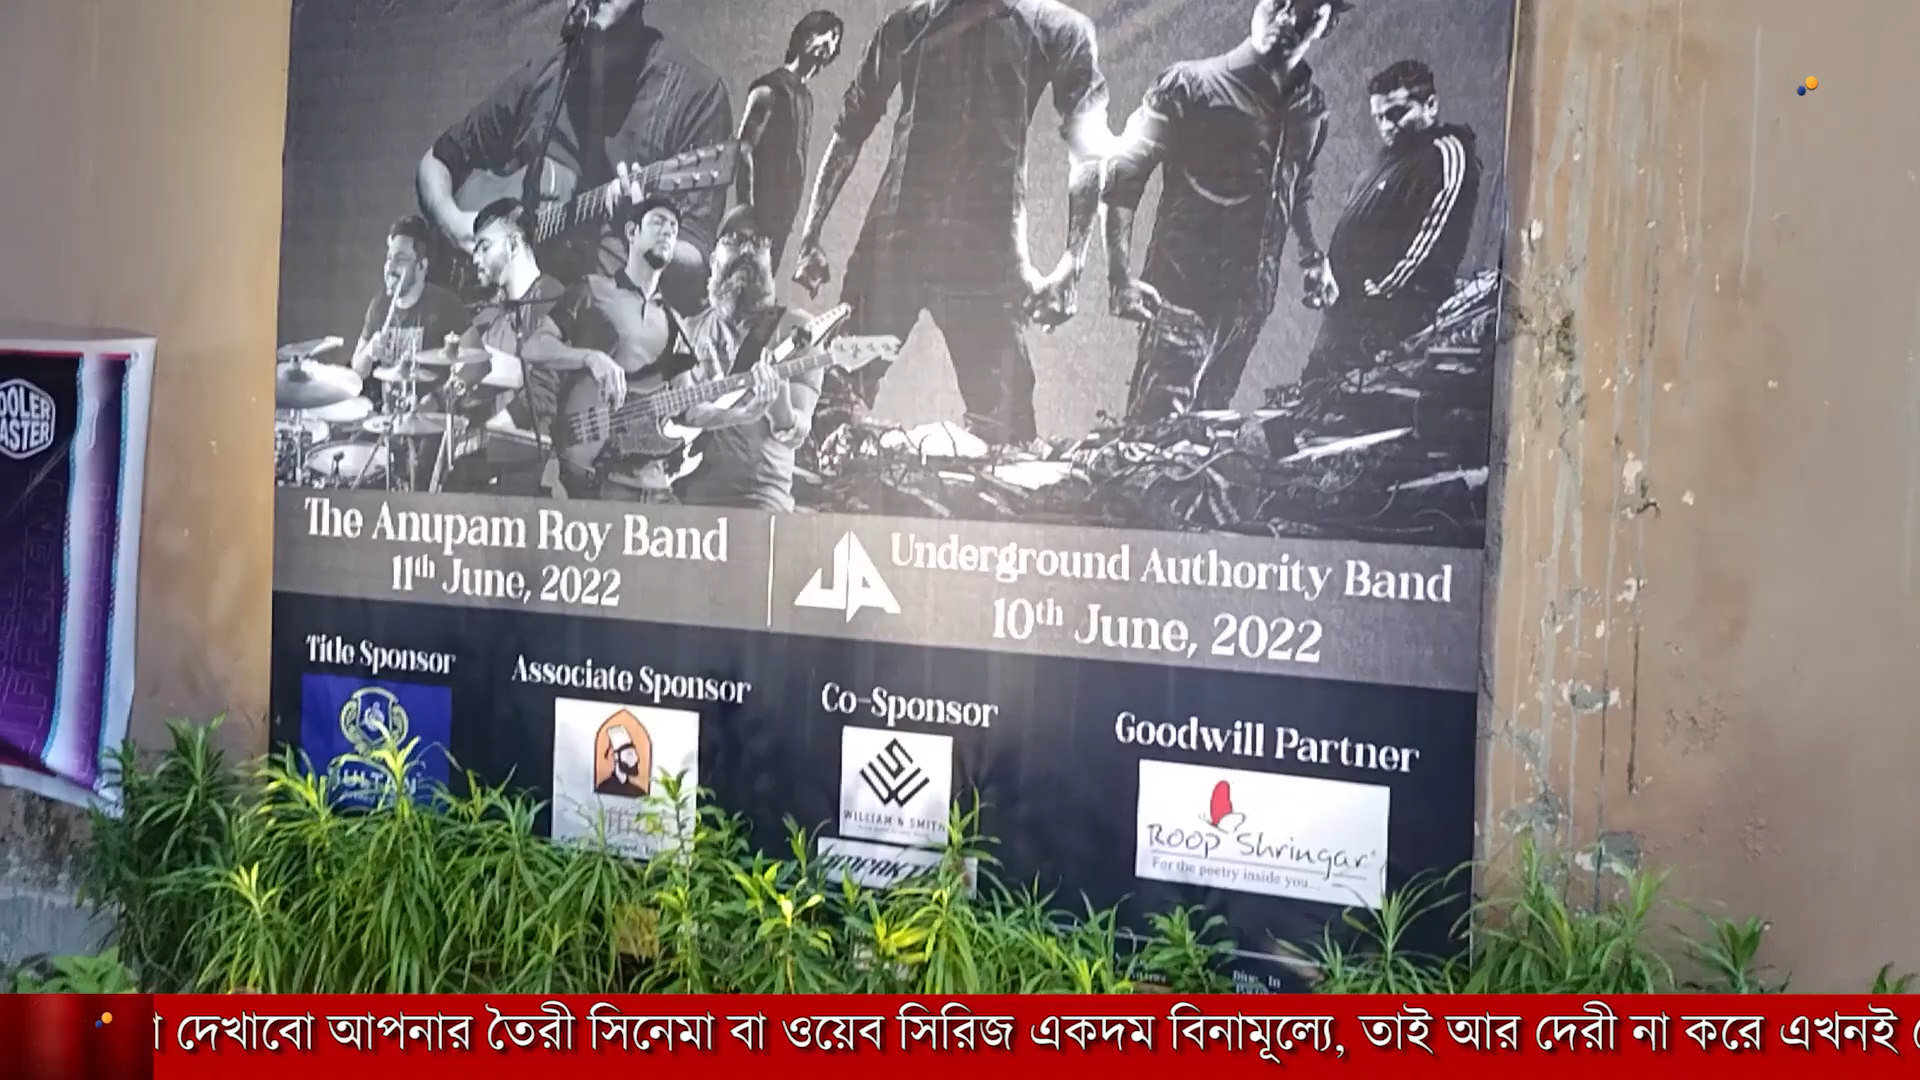 The Anupam Roy Band
11th June, 2022
Underground Authority Band
10th June, 2022
Title Sponsor
Associate Sponsor
Co-Sponsor
Goodwill Partner
WILLIAM N SMITH
ROOP Shringar
For the poetry inside you...
দেখাবো আপনার তৈরী সিনেমা বা ওয়েব সিরিজ একদম বিনামূল্যে, তাই আর দেরী না করে এখনই